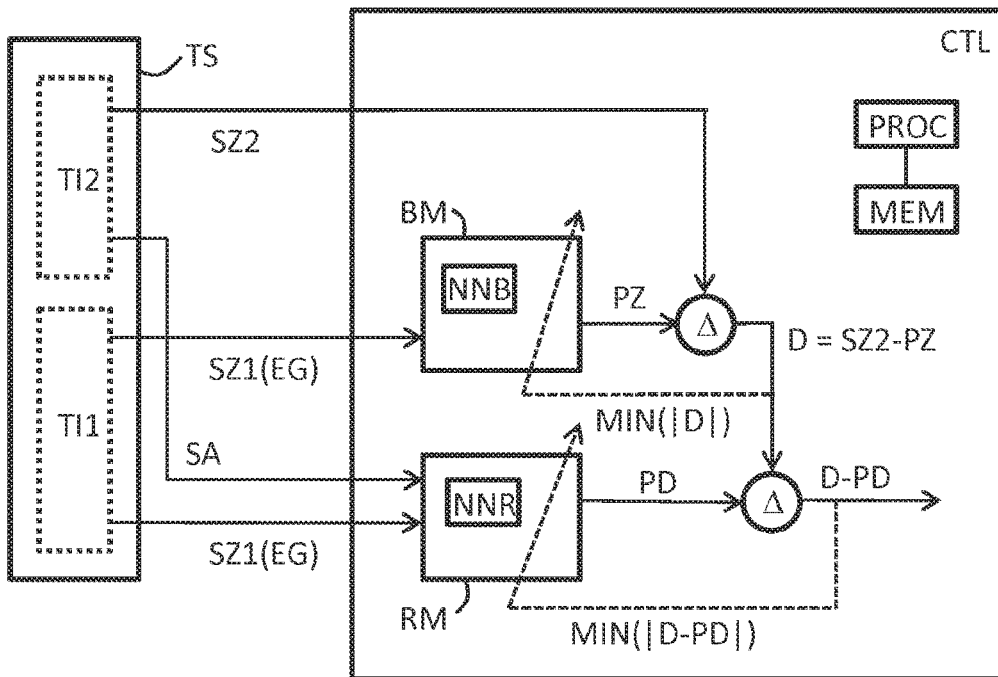 CTL
TS
PROC
MEM
SZ2
TI2
BM
NNB
PZ
Δ
D = SZ2-PZ
SZ1(EG)
MIN(|D|)
TI1
SA
NNR
PD
Δ
D-PD
SZ1(EG)
RM
MIN(|D-PD|)